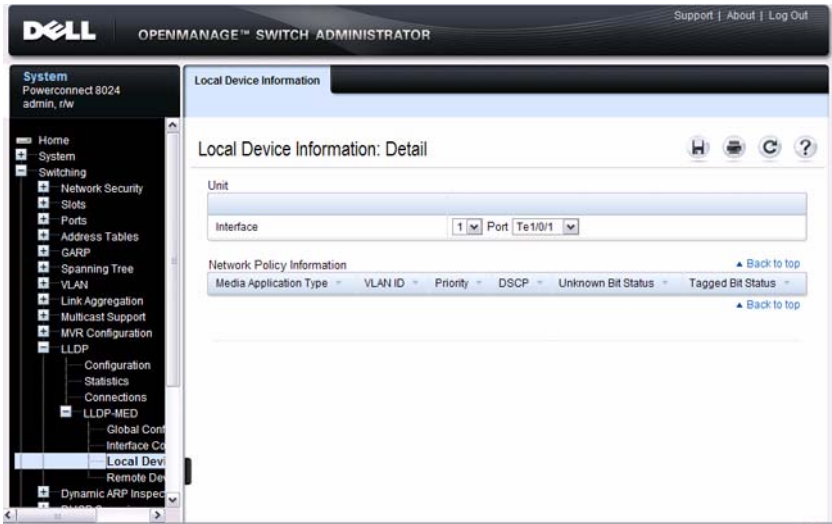 Support | About | Log Out
DELL
OPENMANAGE™ SWITCH ADMINISTRATOR
System
Powerconnect 8024
admin, r/w
Local Device Information
Home
System
Switching
Network Security
Slots
Ports
Address Tables
GARP
Spanning Tree
VLAN
Link Aggregation
Multicast Support
MVR Configuration
LLDP
Configuration
Statistics
Connections
LLDP-MED
Global Conf
Interface Co
Local Devi
Remote De
Dynamic ARP Inspec
Local Device Information: Detail
?
Unit
Interface 1 Port Te1/0/1
Back to top
Network Policy Information
Media Application Type VLAN ID Priority DSCP Unknown Bit Status Tagged Bit Status
Back to top